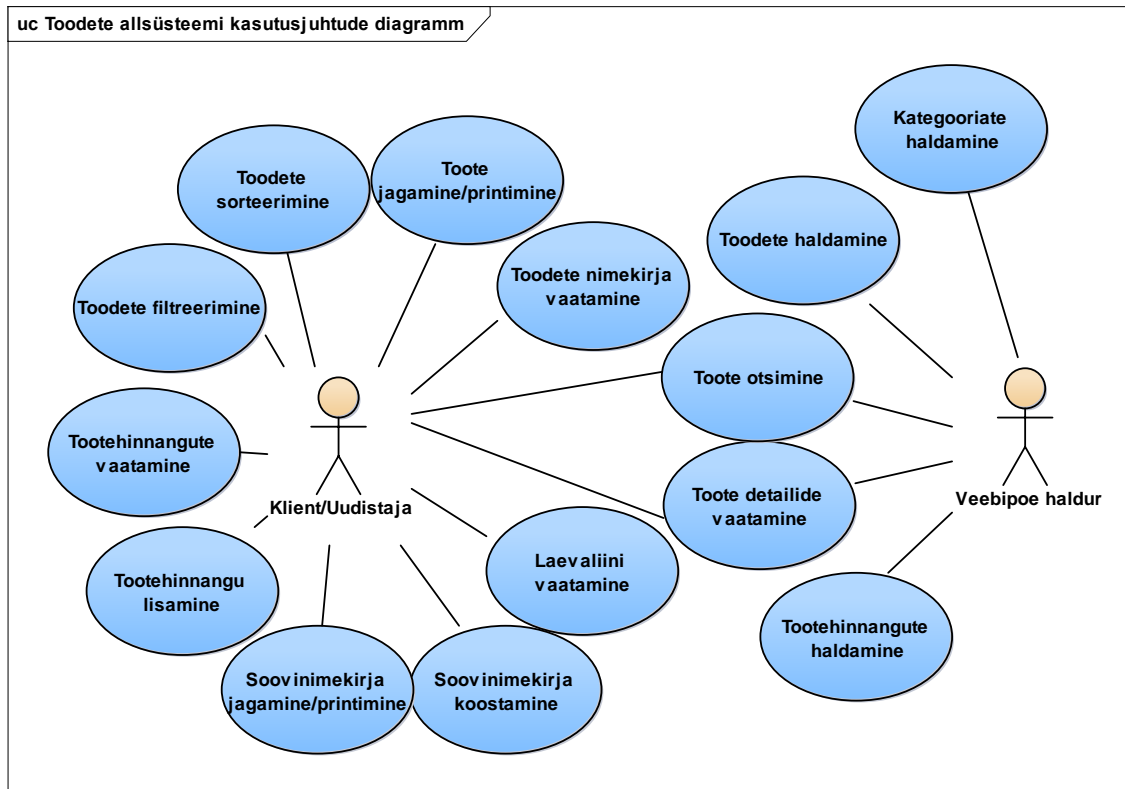 uc Toodete allsüsteemi kasutusjuhtude diagramm
Kategooriate
haldamine
Toote
jagamine/printimine
Toodete
sorteerimine
Toodete haldamine
Toodete nimekirja
vaatamine
Toodete filtreerimine
Toote otsimine
Tootehinnangute
vaatamine
Klient/Uudistaja
Toote detailide
vaatamine
Veebipoe haldur
Laevaliini
vaatamine
Tootehinnangu
lisamine
Tootehinnangute
haldamine
Soovinimekirja
jagamine/printimine
Soovinimekirja
koostamine